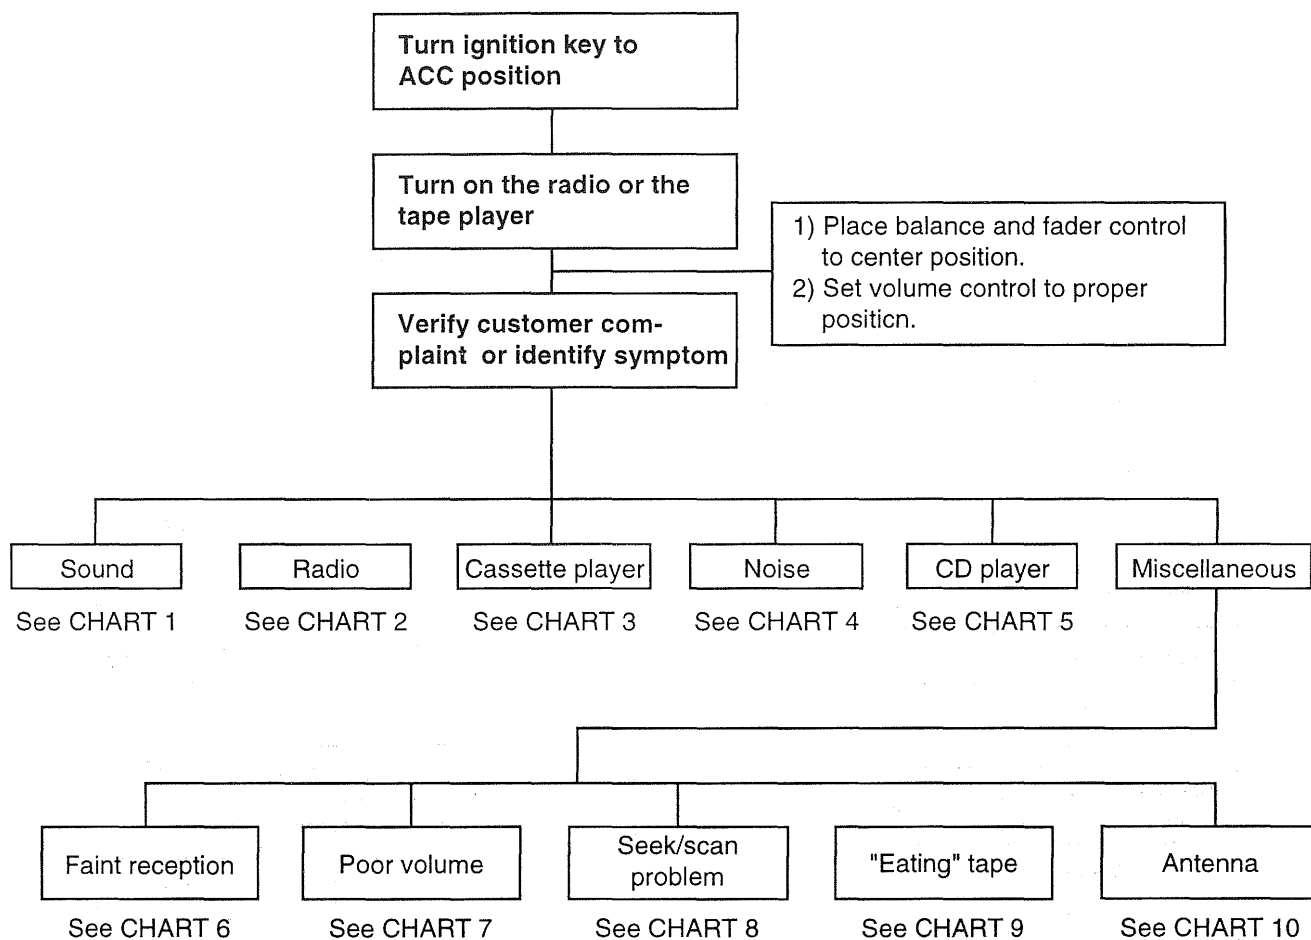 Turn ignition key to
ACC position
Turn on the radio or the
tape player
1) Place balance and fader control
to center position.
2) Set volume control to proper
position.
Verify customer com-
plaint or identify symptom
Sound
Radio
Cassette player
Noise
CD player
Miscellaneous
See CHART 1
See CHART 2
See CHART 3
See CHART 4
See CHART 5
Faint reception
Poor volume
Seek/scan
problem
"Eating" tape
Antenna
See CHART 6
See CHART 7
See CHART 8
See CHART 9
See CHART 10